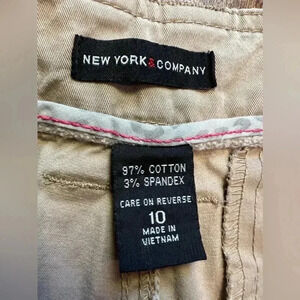 NEW YORK & COMPANY
97% COTTON
3% SPANDEX
CARE ON REVERSE
10
MADE IN
VIETNAM